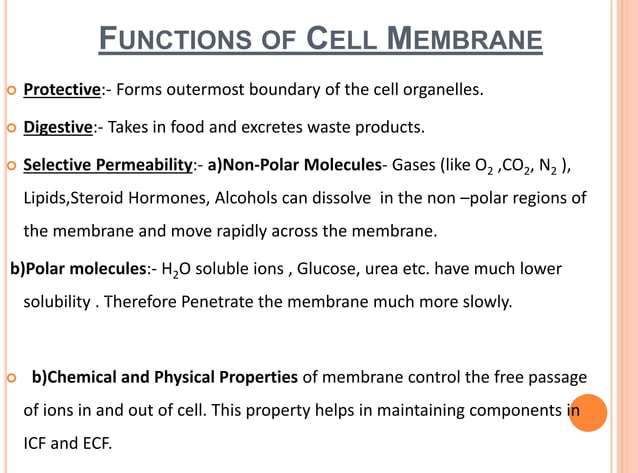 FUNCTIONS OF CELL MEMBRANE
Protective:- Forms outermost boundary of the cell organelles.
Digestive:- Takes in food and excretes waste products.
Selective Permeability:- a)Non-Polar Molecules- Gases (like O2 ,CO2, N2 ),
Lipids,Steroid Hormones, Alcohols can dissolve in the non –polar regions of
the membrane and move rapidly across the membrane.
b)Polar molecules:- H2O soluble ions , Glucose, urea etc. have much lower
solubility . Therefore Penetrate the membrane much more slowly.
b)Chemical and Physical Properties of membrane control the free passage
of ions in and out of cell. This property helps in maintaining components in
ICF and ECF.